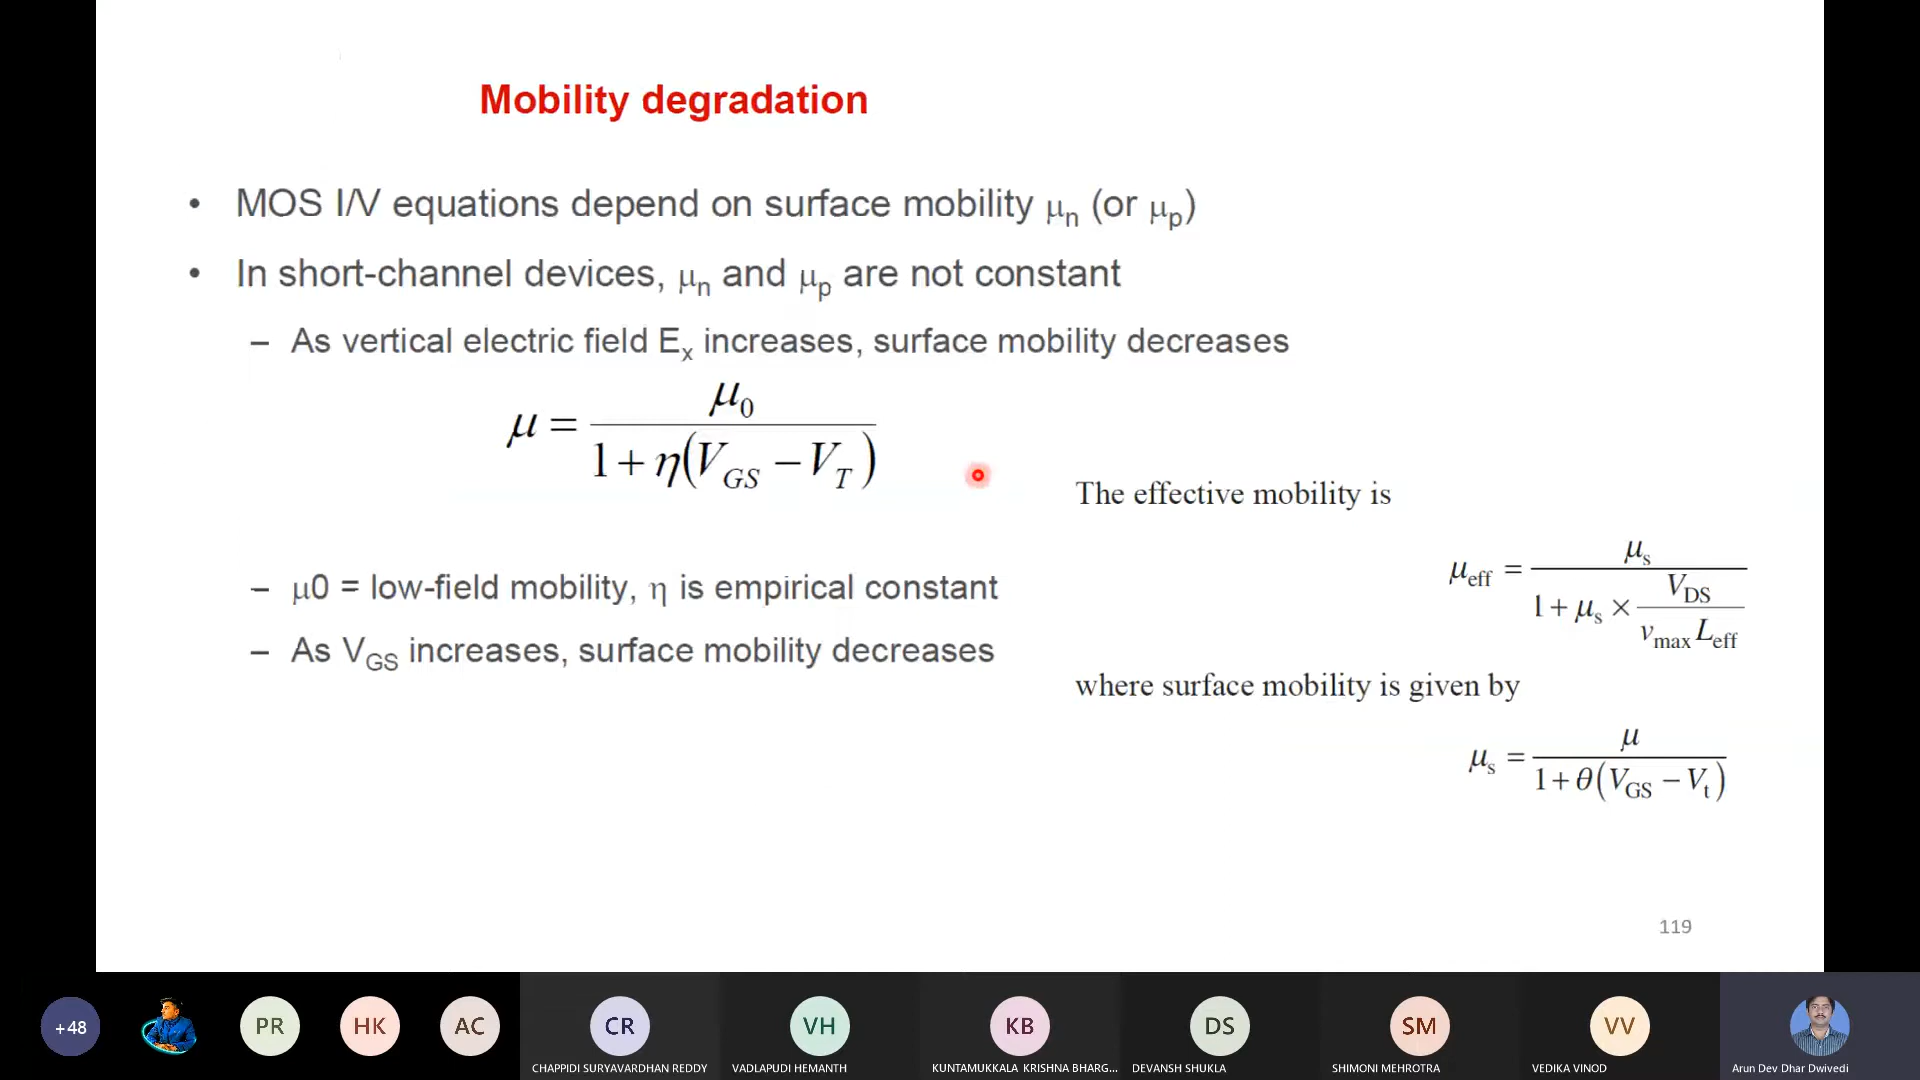 Mobility degradation
• MOS I/V equations depend on surface mobility μn (or μp)
• In short-channel devices, μn and μp are not constant
– As vertical electric field Ex increases, surface mobility decreases
μ = μ0 / (1 + η(VGS − VT))
– μ0 = low-field mobility, η is empirical constant
– As VGS increases, surface mobility decreases
The effective mobility is
μeff = μs / (1 + μs × VDS / (vmax Leff))
where surface mobility is given by
μs = μ / (1 + θ(VGS − Vt))
119
+48
PR
HK
AC
CR
VH
KB
DS
SM
VV
CHAPPIDI SURYAVARDHAN REDDY
VADLAPUDI HEMANTH
KUNTAMUKKALA KRISHNA BHARG...
DEVANSH SHUKLA
SHIMONI MEHROTRA
VEDIKA VINOD
Arun Dev Dhar Dwivedi